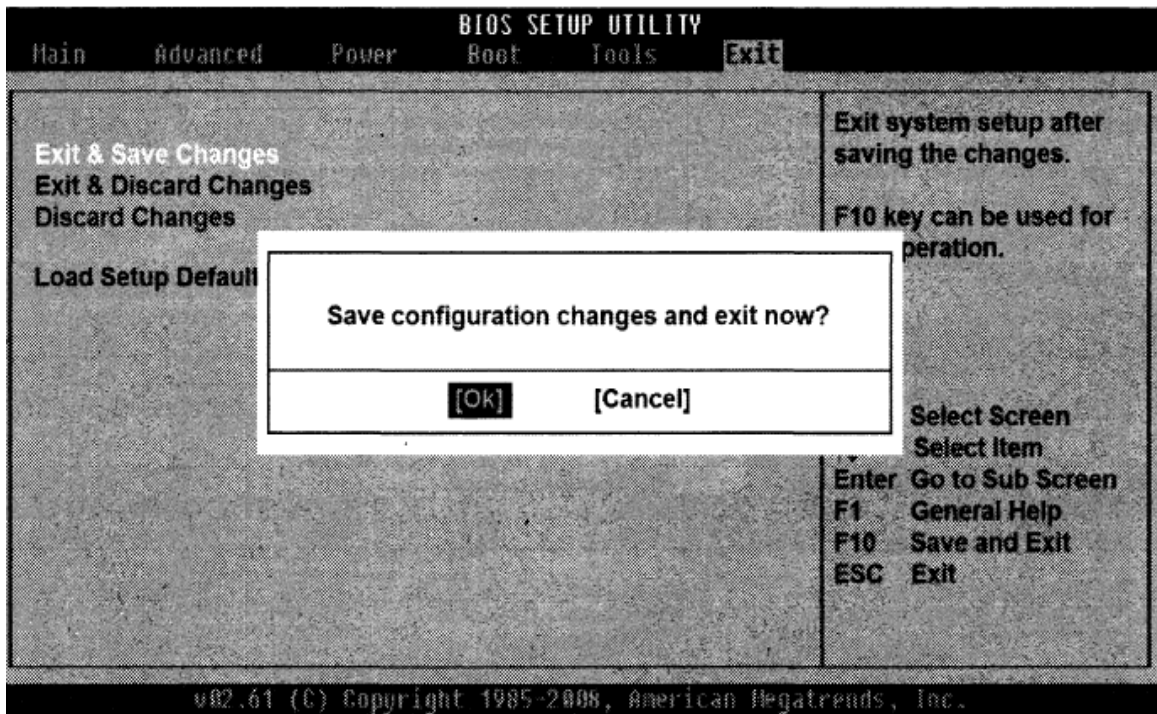 BIOS SETUP UTILITY
Main Advanced Power Boot Tools Exit
Exit & Save Changes
Exit & Discard Changes
Discard Changes
Load Setup Default
Exit system setup after
saving the changes.
F10 key can be used for
peration.
Save configuration changes and exit now?
[Ok] [Cancel]
Select Screen
Select Item
Enter Go to Sub Screen
F1 General Help
F10 Save and Exit
ESC Exit
v02.61 (C) Copyright 1985-2008, American Megatrends, Inc.